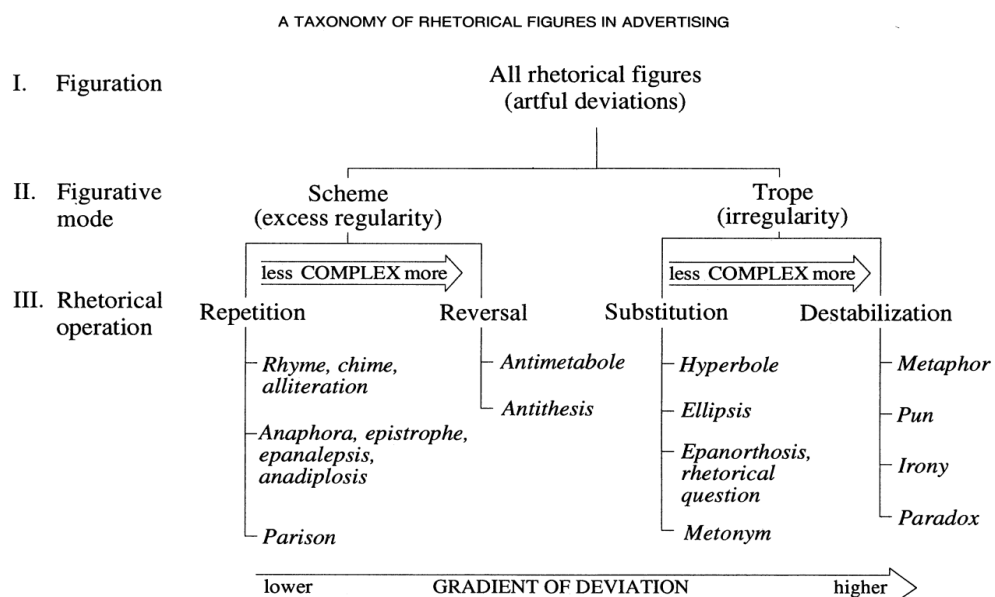 A TAXONOMY OF RHETORICAL FIGURES IN ADVERTISING
I. Figuration
All rhetorical figures
(artful deviations)
II. Figurative
mode
Scheme
(excess regularity)
Trope
(irregularity)
less COMPLEX more
less COMPLEX more
III. Rhetorical
operation
Repetition
Reversal
Substitution
Destabilization
Rhyme, chime,
alliteration
Anaphora, epistrophe,
epanalepsis,
anadiplosis
Parison
Antimetabole
Antithesis
Hyperbole
Ellipsis
Epanorthosis,
rhetorical
question
Metonym
Metaphor
Pun
Irony
Paradox
lower GRADIENT OF DEVIATION higher